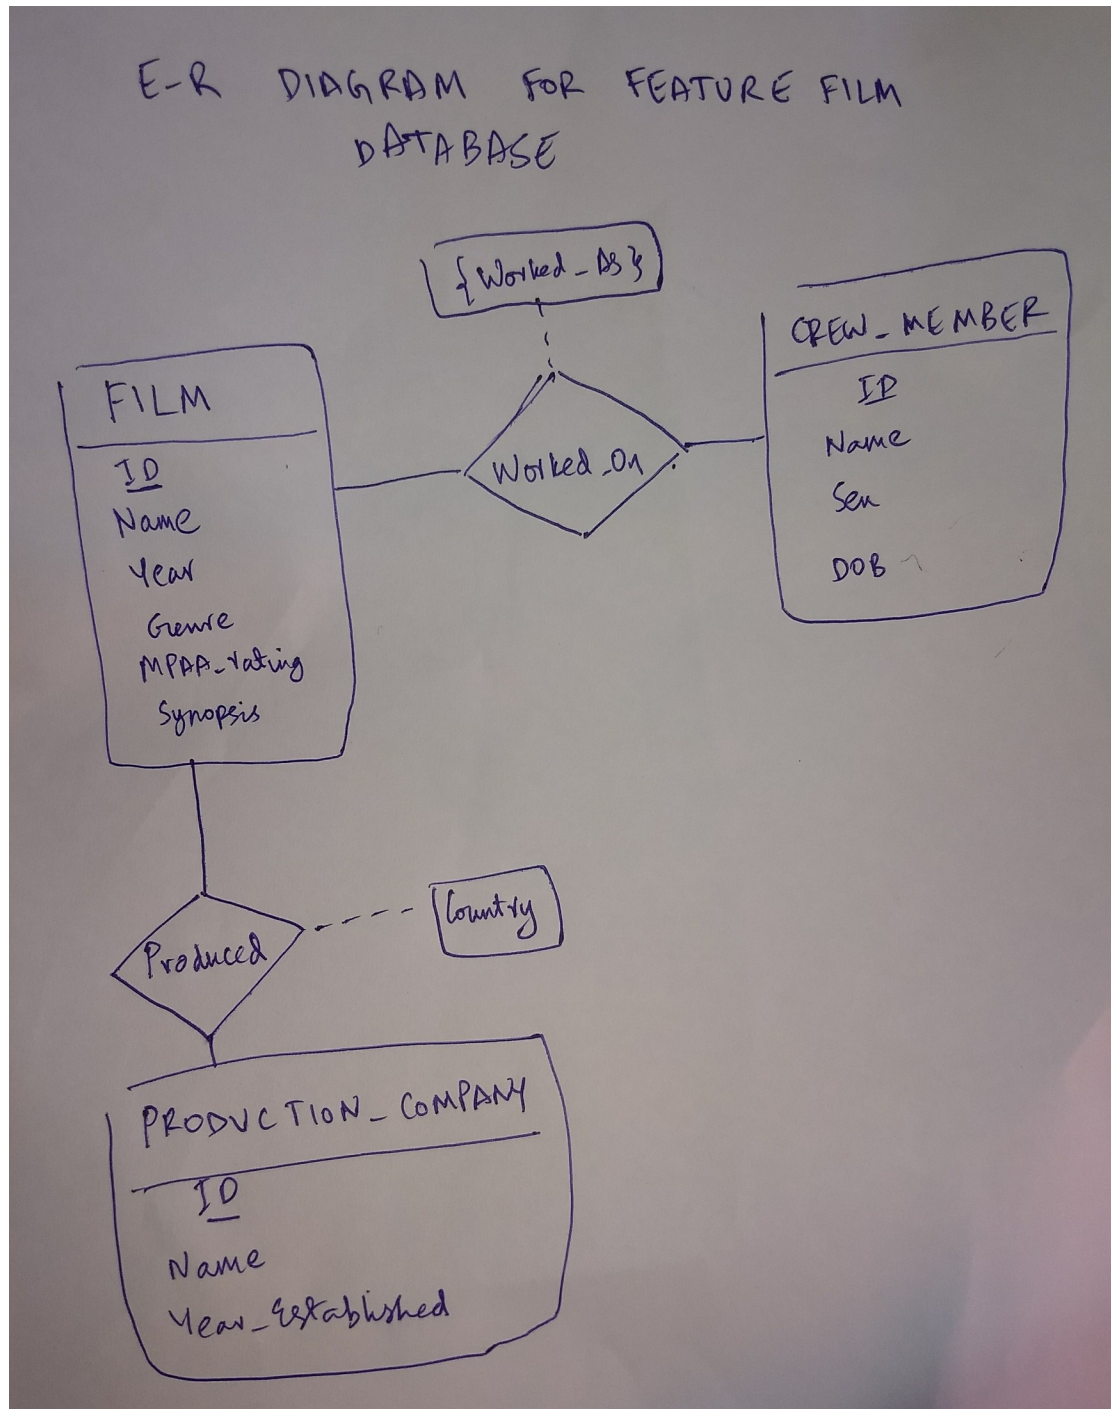 E-R DIAGRAM FOR FEATURE FILM
DATABASE
{Worked_As}
Worked_On
FILM
ID
Name
Year
Genre
MPAA_rating
Synopsis
CREW_MEMBER
ID
Name
Sex
DOB
Produced
Country
PRODUCTION_COMPANY
ID
Name
Year_Established